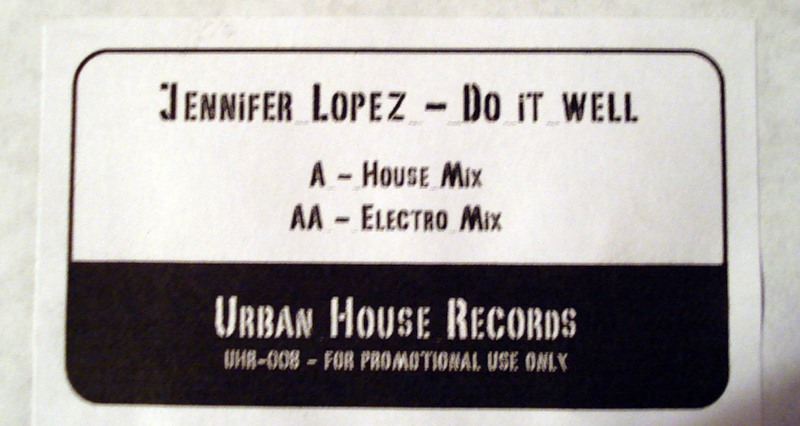 Jennifer Lopez – Do it well
A – House Mix
AA – Electro Mix
Urban House Records
UHR-008 – FOR PROMOTIONAL USE ONLY